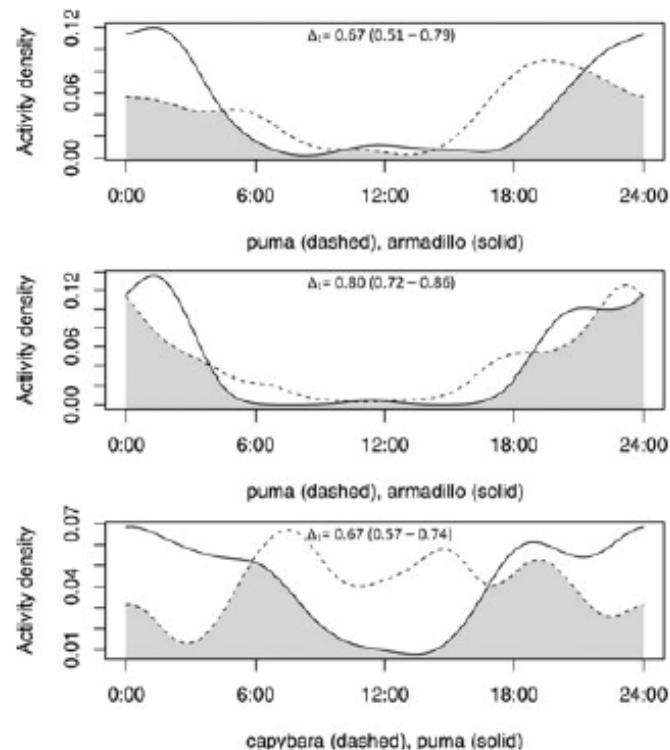 Activity density
0.00 0.06 0.12
Δ₁= 0.67 (0.51 – 0.79)
0:00 6:00 12:00 18:00 24:00
puma (dashed), armadillo (solid)
Activity density
0.00 0.06 0.12
Δ₁= 0.80 (0.72 – 0.86)
0:00 6:00 12:00 18:00 24:00
puma (dashed), armadillo (solid)
Activity density
0.01 0.04 0.07
Δ₁= 0.67 (0.57 – 0.74)
0:00 6:00 12:00 18:00 24:00
capybara (dashed), puma (solid)